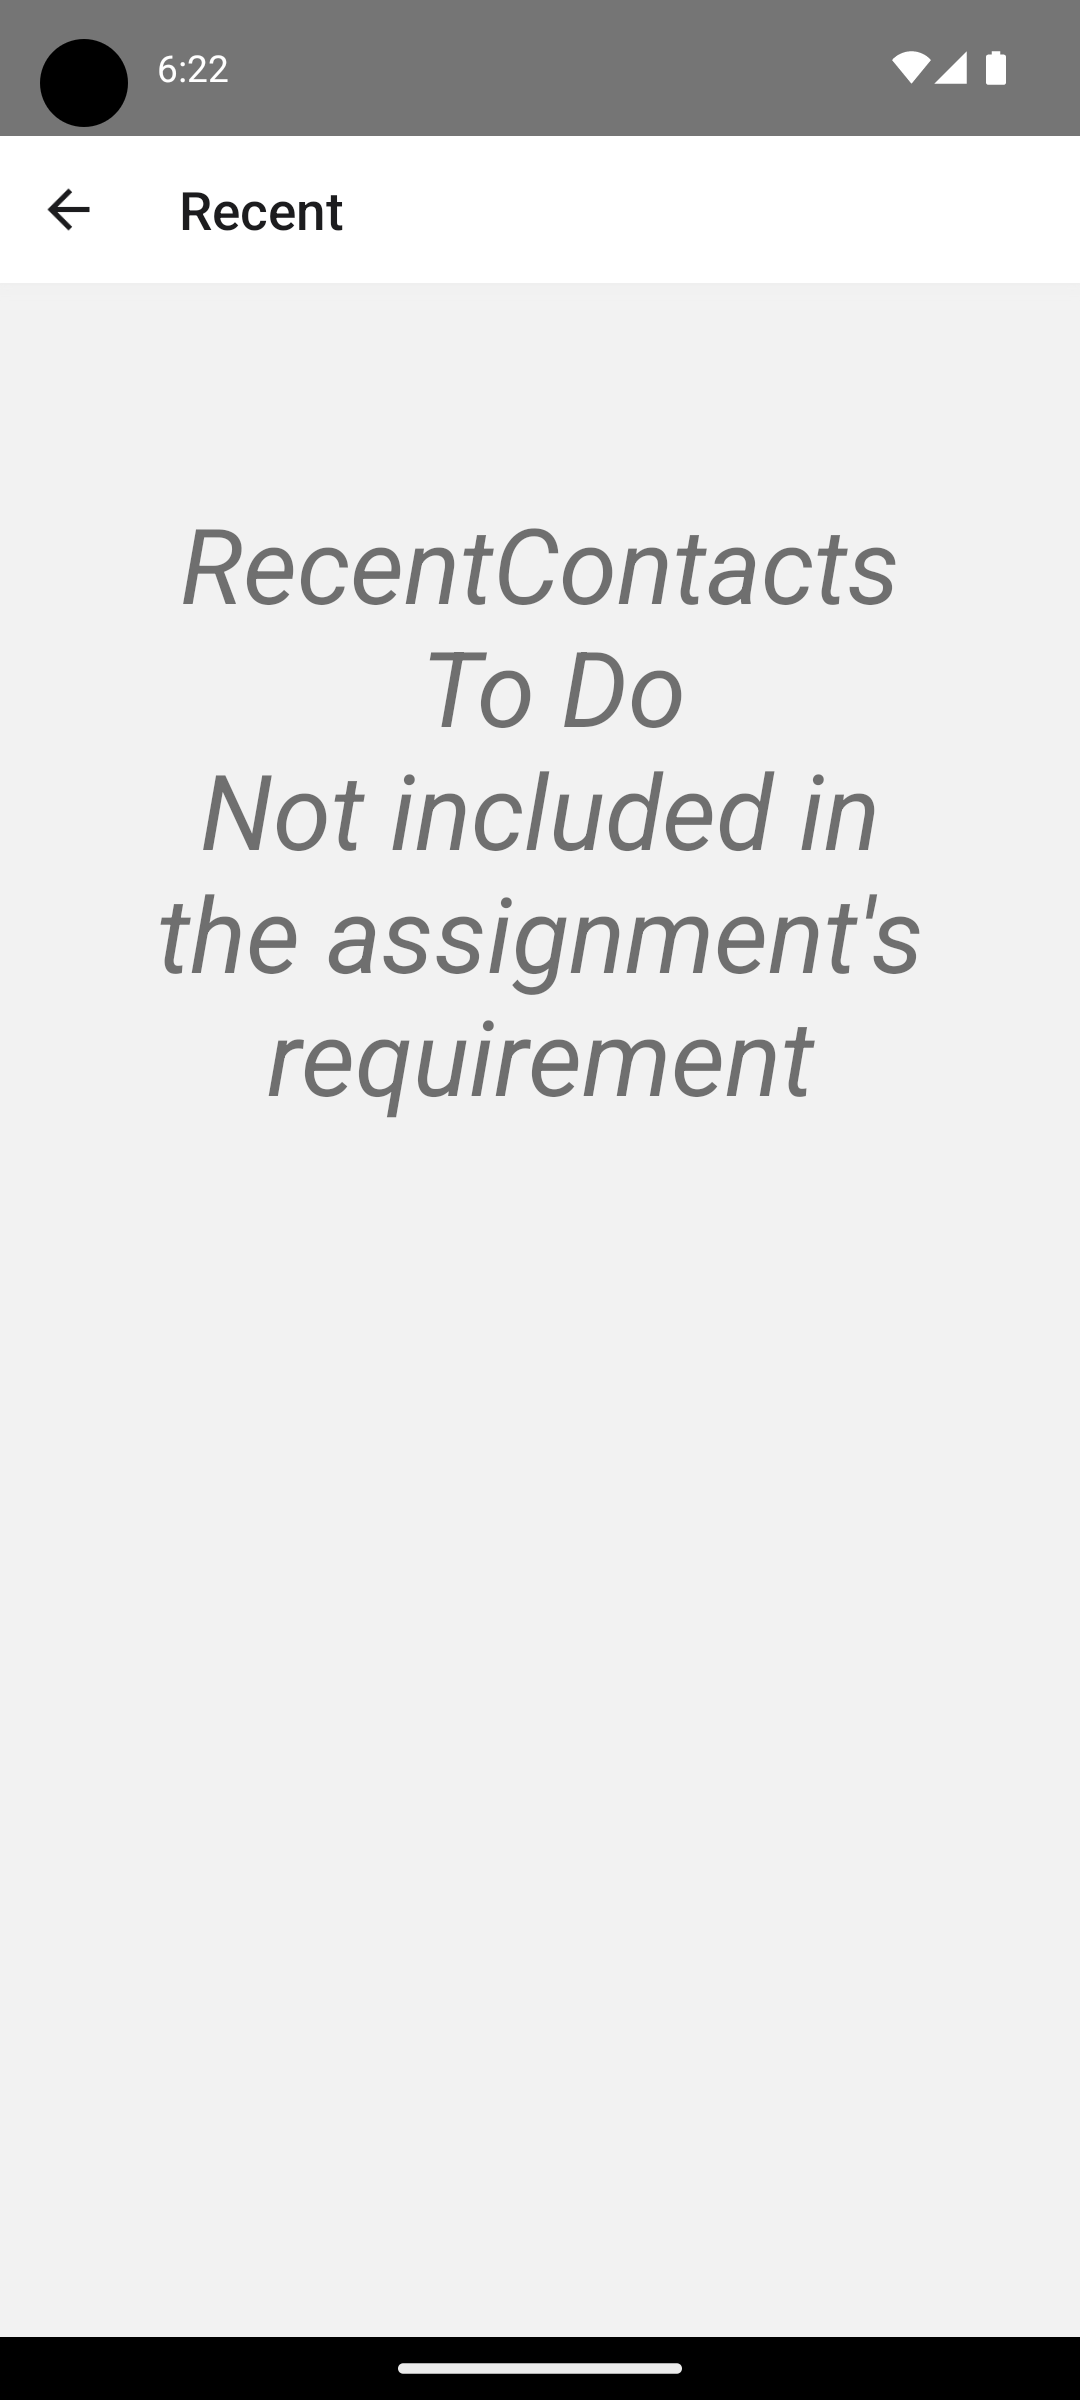 6:22
Recent
RecentContacts
To Do
Not included in
the assignment's
requirement